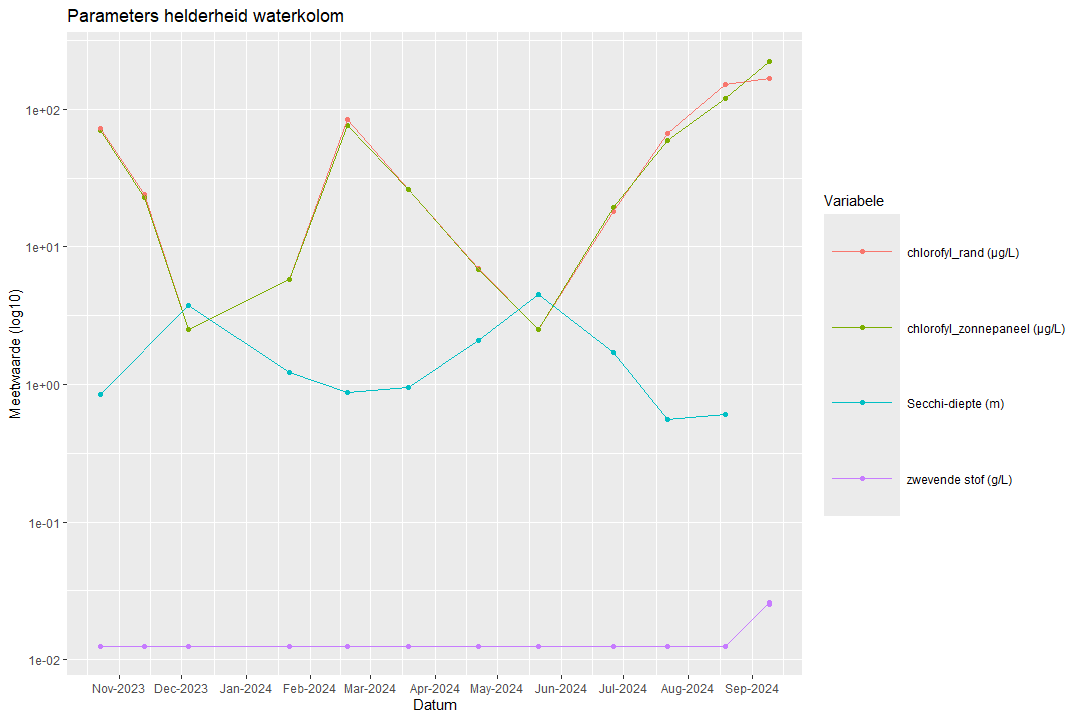 Parameters helderheid waterkolom
Meetwaarde (log10)
1e+02
1e+01
1e+00
1e-01
1e-02
Nov-2023 Dec-2023 Jan-2024 Feb-2024 Mar-2024 Apr-2024 May-2024 Jun-2024 Jul-2024 Aug-2024 Sep-2024
Datum
Variabele
chlorofyl_rand (µg/L)
chlorofyl_zonnepaneel (µg/L)
Secchi-diepte (m)
zwevende stof (g/L)